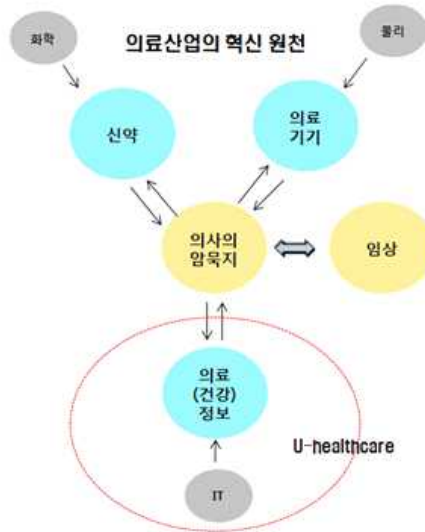 의료산업의 혁신 원천
화학
물리
신약
의료
기기
의사의
암묵지
임상
의료
(건강)
정보
U-healthcare
IT